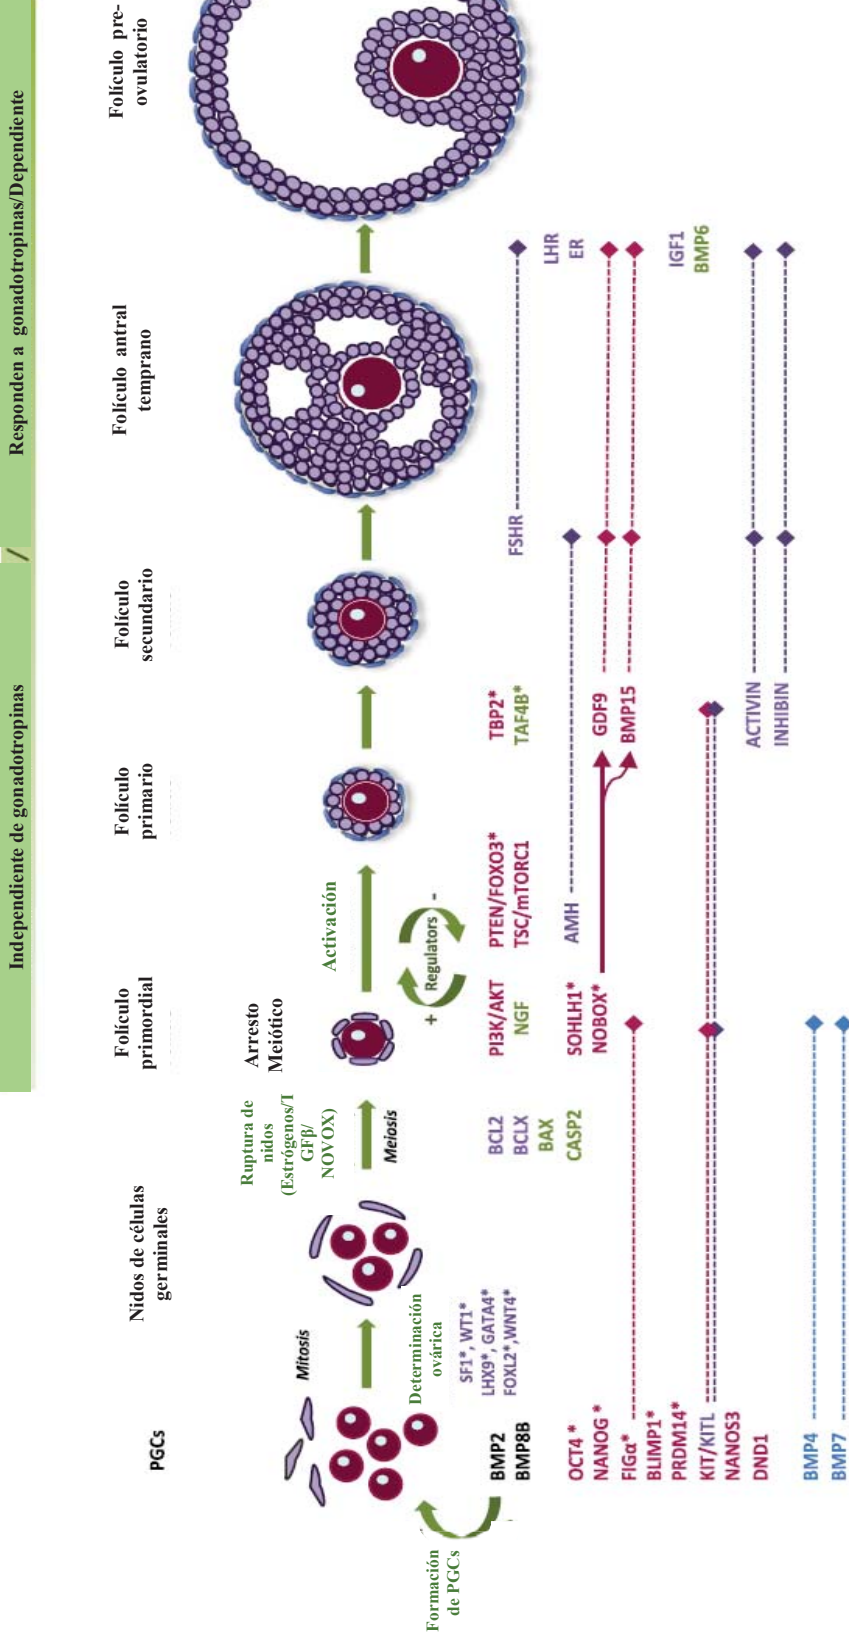 Independiente de gonadotropinas
/
Responden a gonadotropinas/Dependiente
PGCs
Nidos de células
germinales
Folículo
primordial
Folículo
primario
Folículo
secundario
Folículo antral
temprano
Folículo pre-
ovulatorio
Mitosis
Ruptura de
nidos
(Estrógenos/T
GFβ/
NOVOX)
Meiosis
Arresto
Meiótico
Activación
Formación
de PGCs
Determinación
ovárica
+ Regulators -
SF1*, WT1*
LHX9*, GATA4*
FOXL2*,WNT4*
BMP2
BMP8B
BCL2
BCLX
BAX
CASP2
PI3K/AKT
NGF
PTEN/FOXO3*
TSC/mTORC1
TBP2*
TAF4B*
FSHR
LHR
ER
AMH
OCT4 *
NANOG *
FIGα*
BLIMP1*
PRDM14*
KIT/KITL
NANOS3
DND1
SOHLH1*
NOBOX*
GDF9
BMP15
IGF1
BMP6
ACTIVIN
INHIBIN
BMP4
BMP7